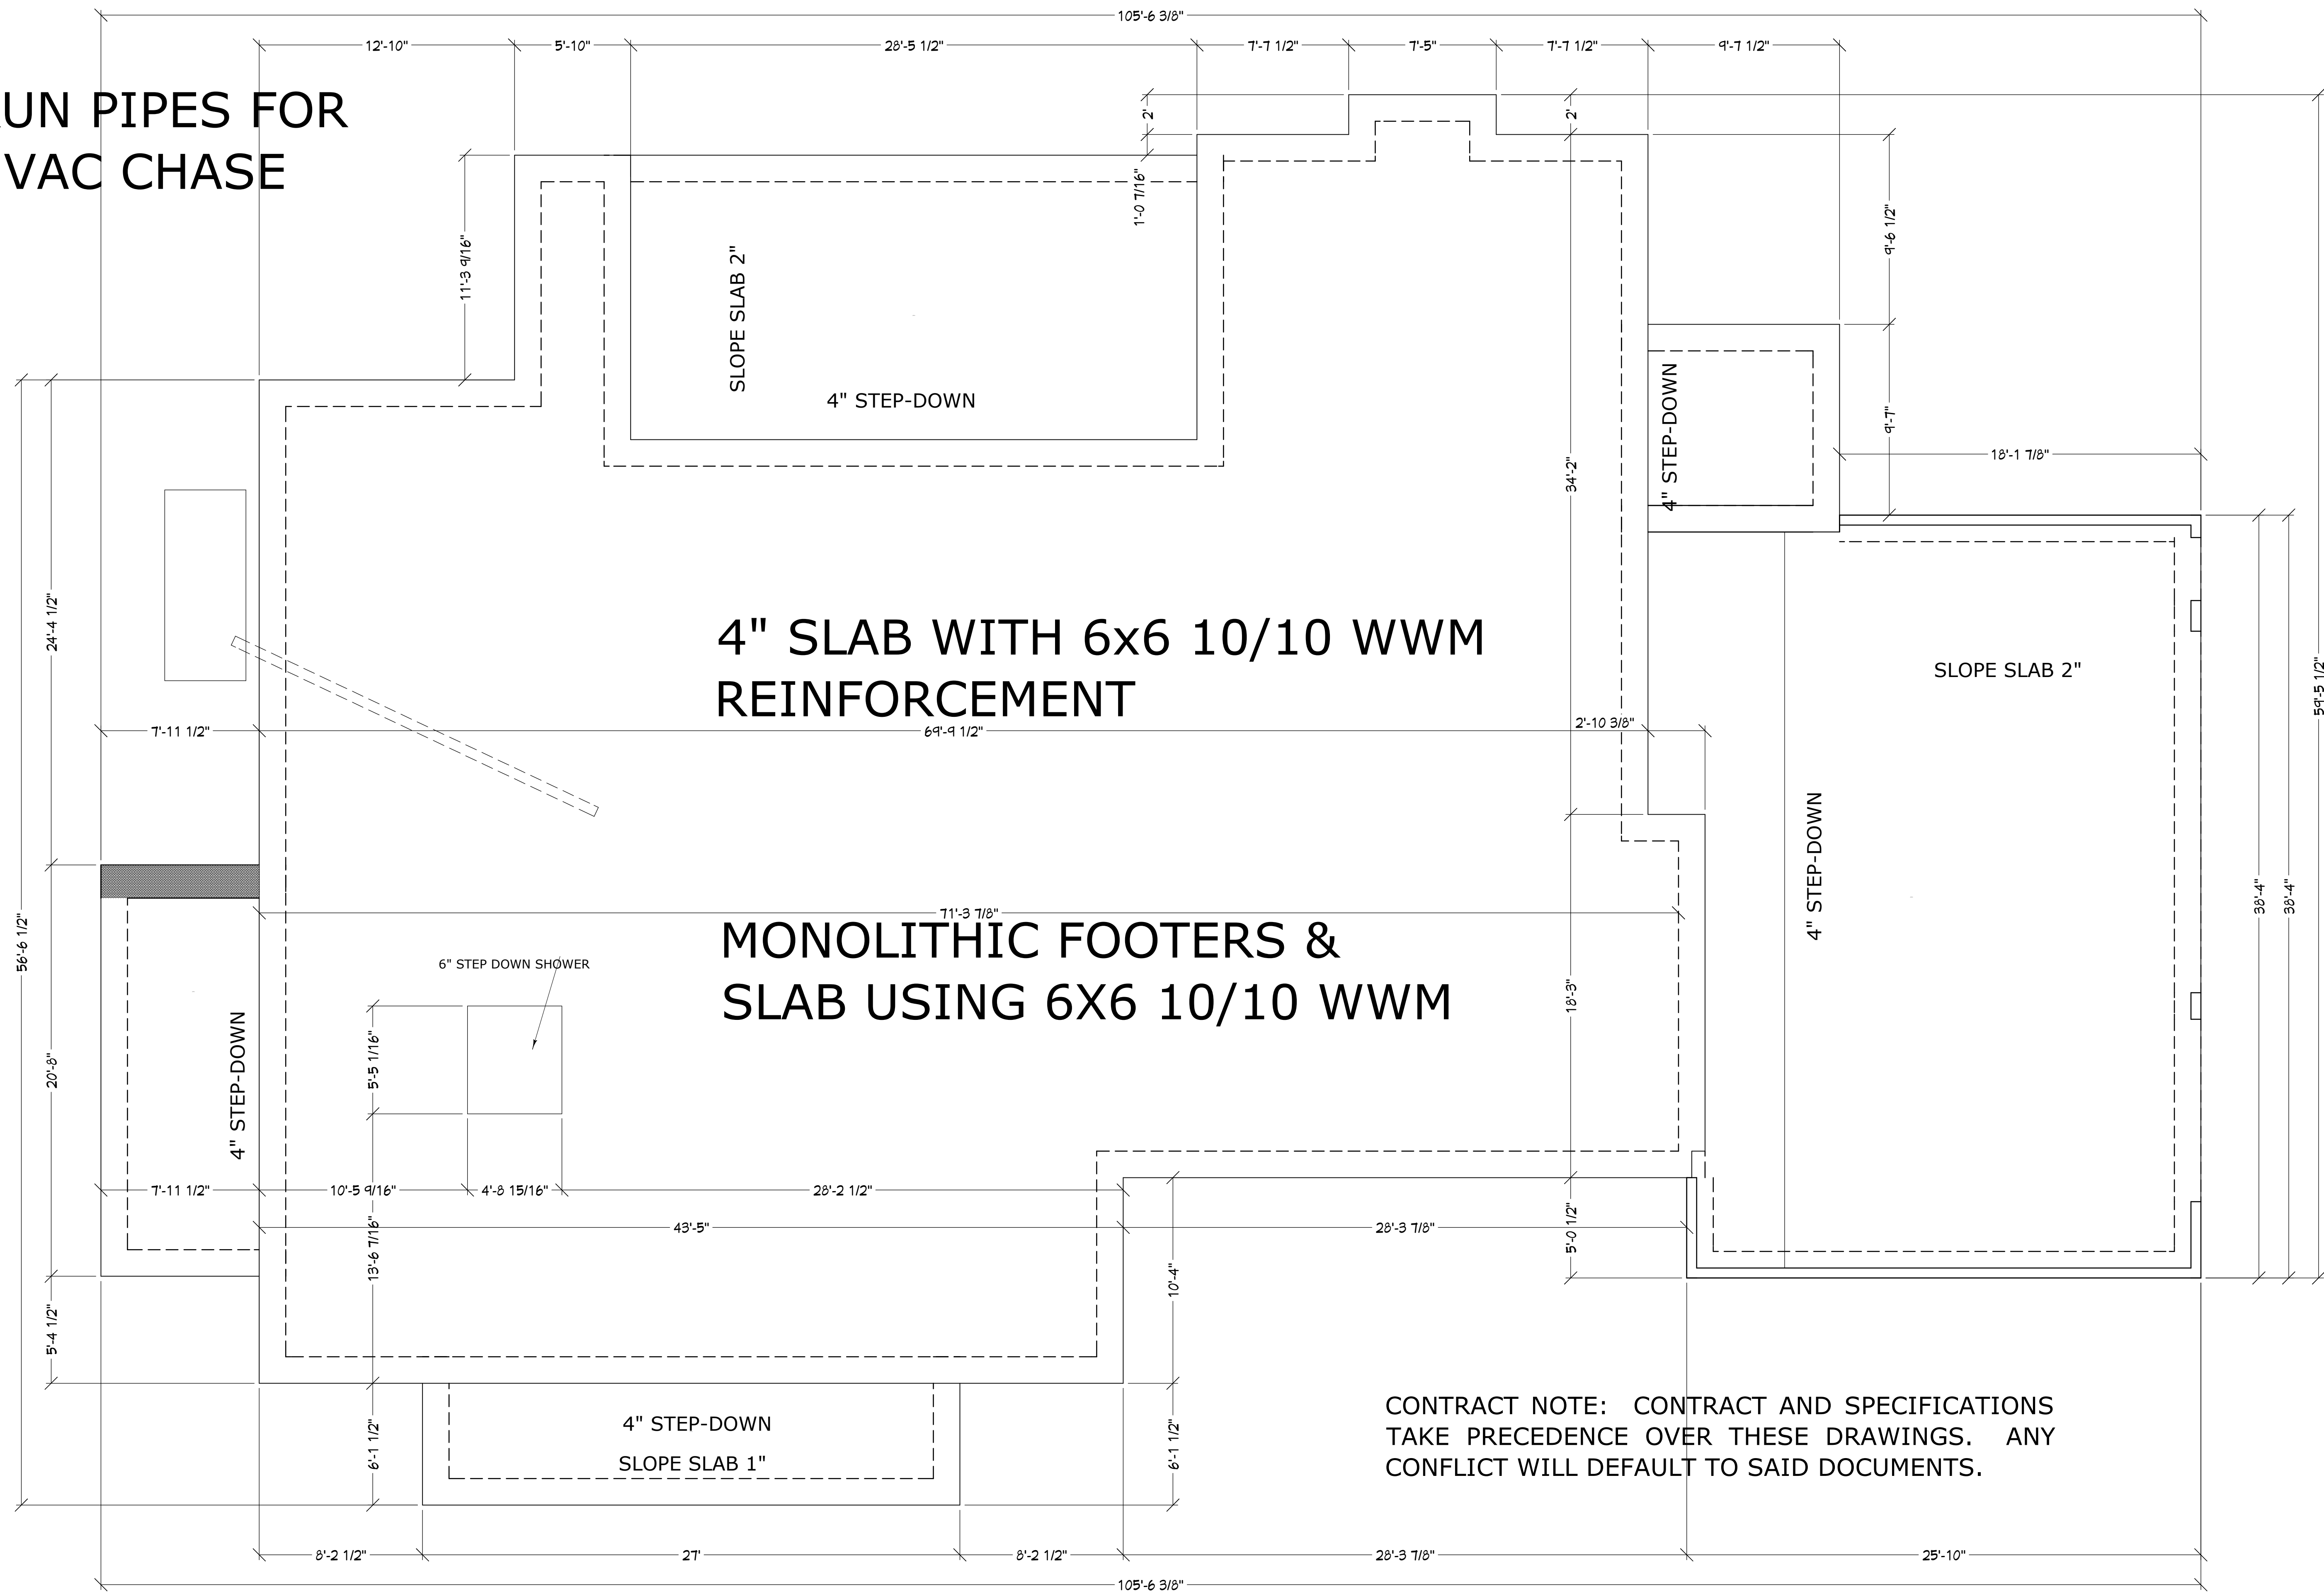 105'-6 3/8"
12'-10"
5'-10"
28'-5 1/2"
7'-7 1/2"
7'-5"
7'-7 1/2"
9'-7 1/2"
UN PIPES FOR
VAC CHASE
2'
2'
1'-0 7/16"
11'-3 9/16"
9'-6 1/2"
SLOPE SLAB 2"
4" STEP-DOWN
4" STEP-DOWN
9'-7"
18'-1 7/8"
34'-2"
24'-4 1/2"
4" SLAB WITH 6x6 10/10 WWM
REINFORCEMENT
SLOPE SLAB 2"
59'-5 1/2"
7'-11 1/2"
69'-9 1/2"
2'-10 3/8"
4" STEP-DOWN
38'-4"
38'-4"
56'-6 1/2"
71'-3 7/8"
MONOLITHIC FOOTERS &
SLAB USING 6X6 10/10 WWM
6" STEP DOWN SHOWER
18'-3"
5'-5 1/16"
20'-8"
4" STEP-DOWN
7'-11 1/2"
10'-5 9/16"
4'-8 15/16"
28'-2 1/2"
43'-5"
28'-3 7/8"
5'-0 1/2"
13'-6 7/16"
10'-4"
5'-4 1/2"
4" STEP-DOWN
SLOPE SLAB 1"
6'-1 1/2"
6'-1 1/2"
CONTRACT NOTE: CONTRACT AND SPECIFICATIONS
TAKE PRECEDENCE OVER THESE DRAWINGS. ANY
CONFLICT WILL DEFAULT TO SAID DOCUMENTS.
8'-2 1/2"
27'
8'-2 1/2"
28'-3 7/8"
25'-10"
105'-6 3/8"